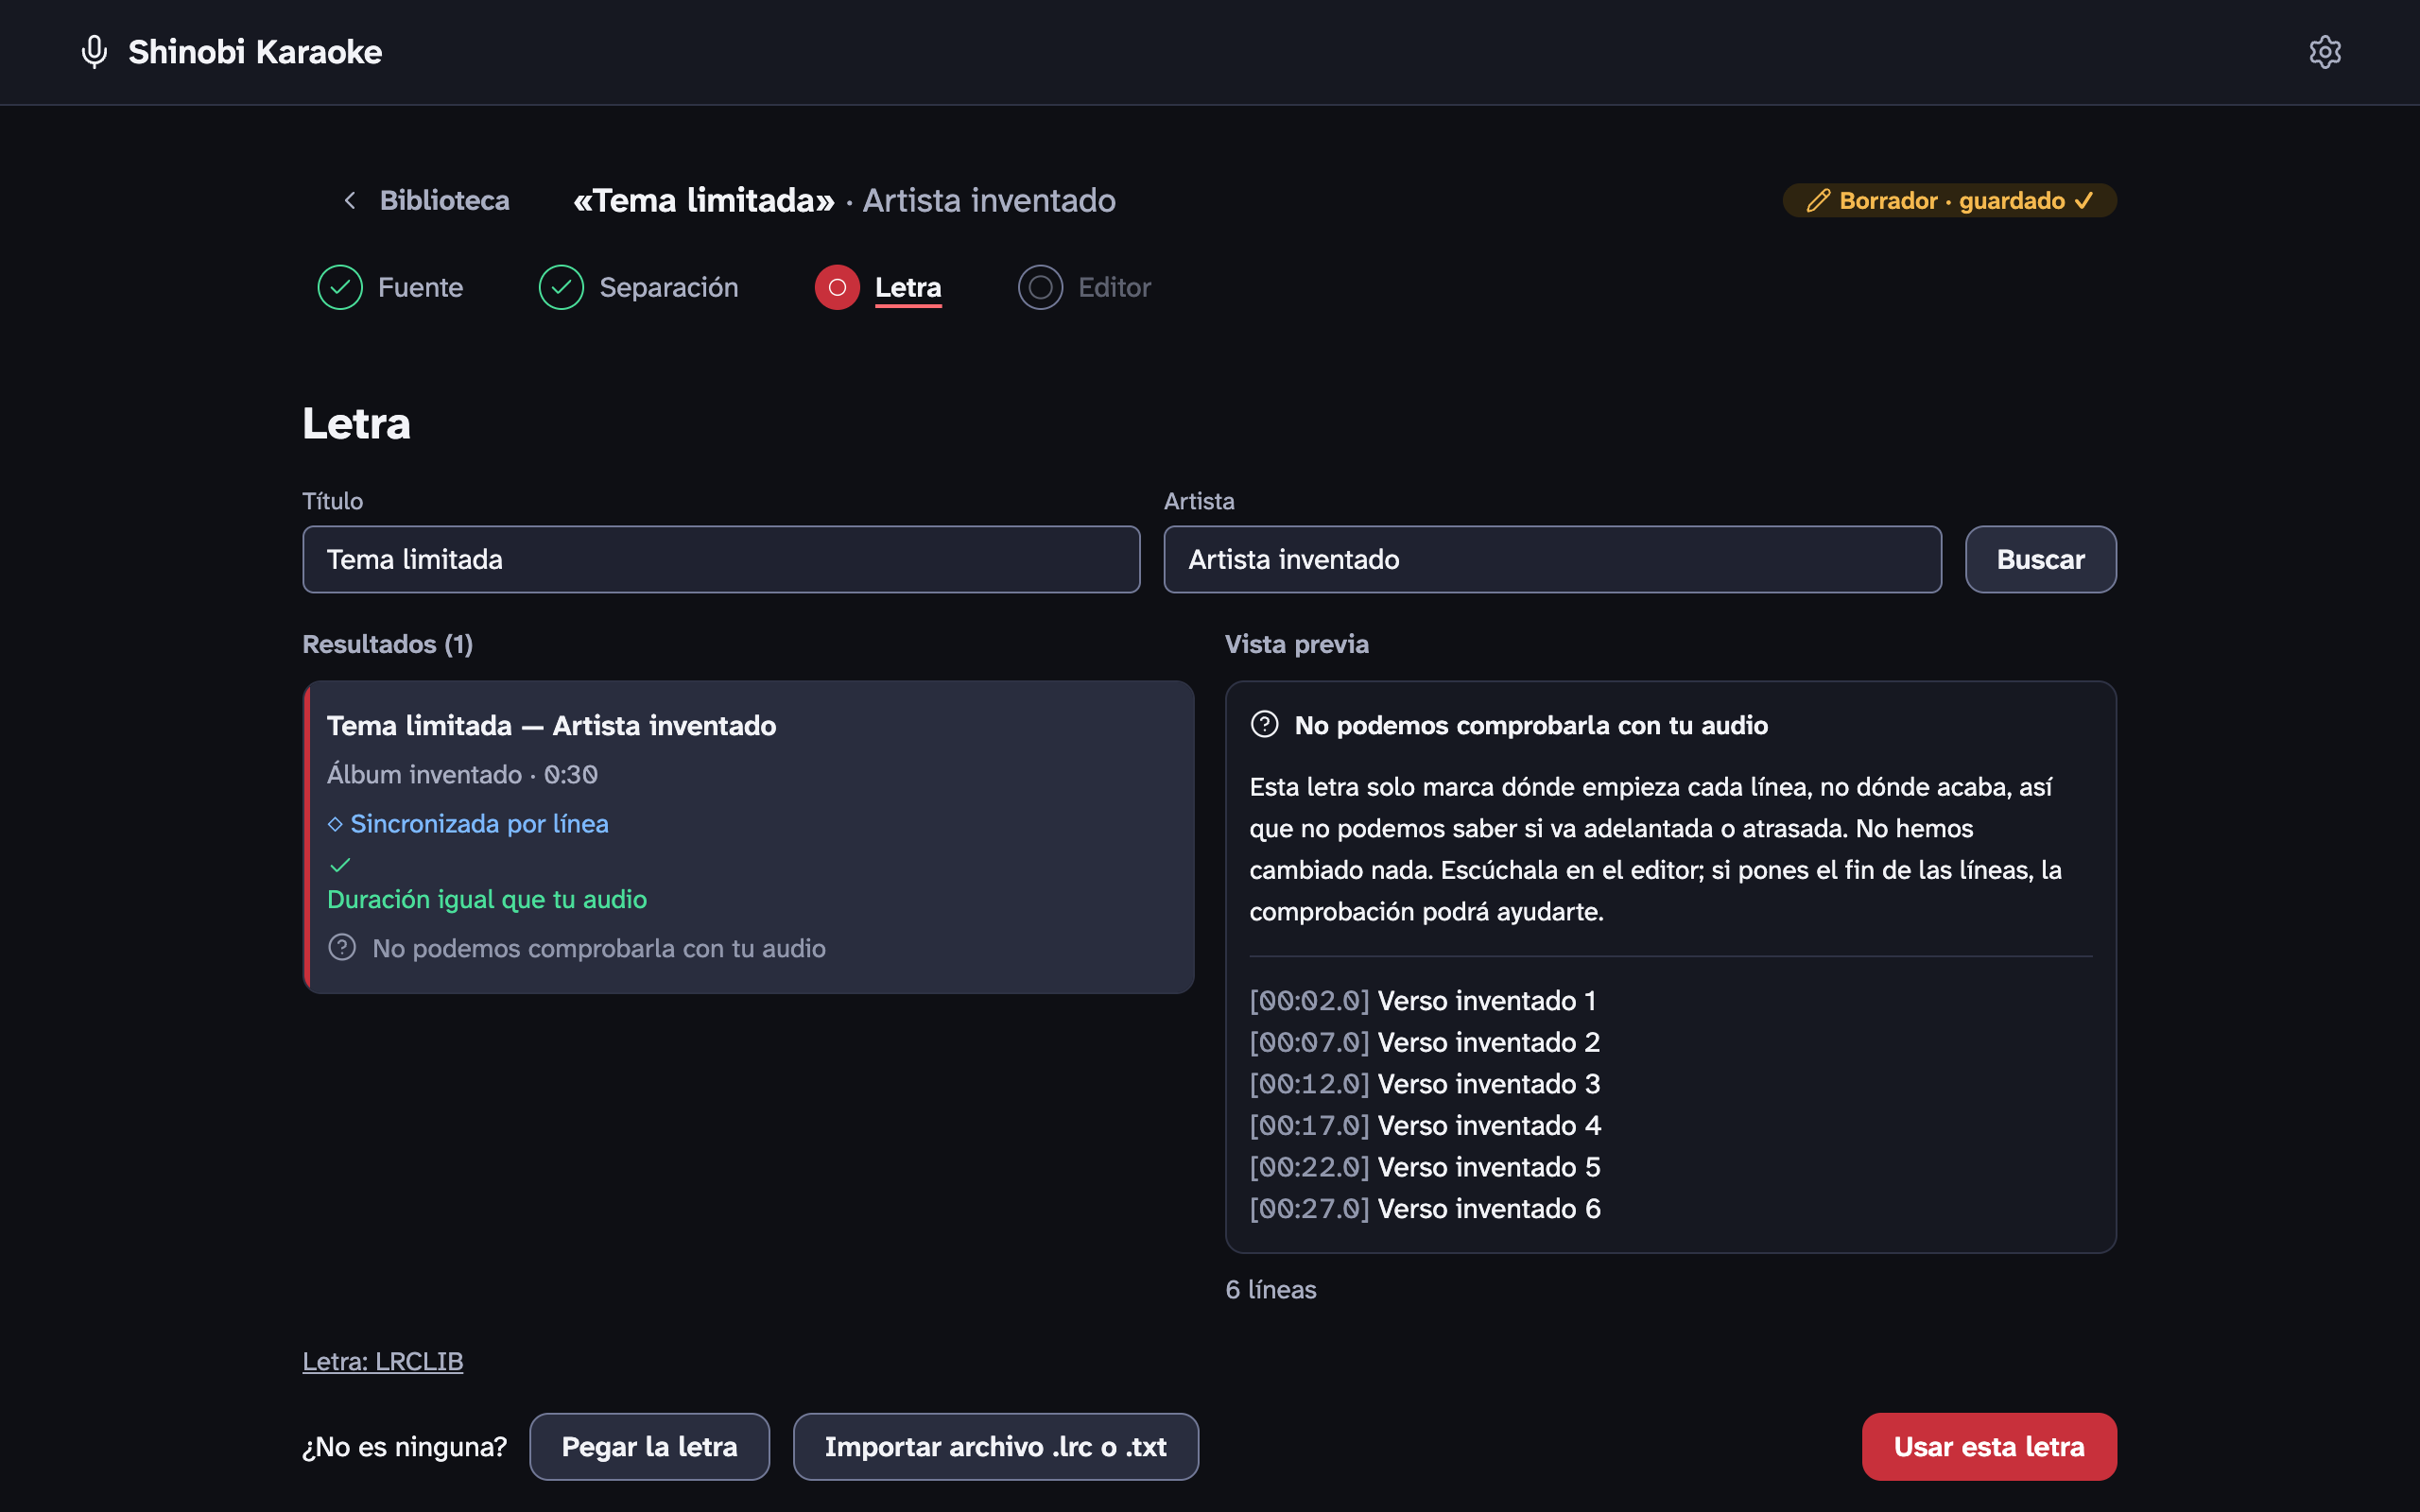 Shinobi Karaoke
Biblioteca
«Tema limitada» · Artista inventado
Borrador · guardado ✓
Fuente
Separación
Letra
Editor
Letra
Título
Artista
Tema limitada
Artista inventado
Buscar
Resultados (1)
Vista previa
Tema limitada — Artista inventado
Álbum inventado · 0:30
◇ Sincronizada por línea
✓
Duración igual que tu audio
No podemos comprobarla con tu audio
No podemos comprobarla con tu audio
Esta letra solo marca dónde empieza cada línea, no dónde acaba, así
que no podemos saber si va adelantada o atrasada. No hemos
cambiado nada. Escúchala en el editor; si pones el fin de las líneas, la
comprobación podrá ayudarte.
[00:02.0] Verso inventado 1
[00:07.0] Verso inventado 2
[00:12.0] Verso inventado 3
[00:17.0] Verso inventado 4
[00:22.0] Verso inventado 5
[00:27.0] Verso inventado 6
6 líneas
Letra: LRCLIB
¿No es ninguna?
Pegar la letra
Importar archivo .lrc o .txt
Usar esta letra